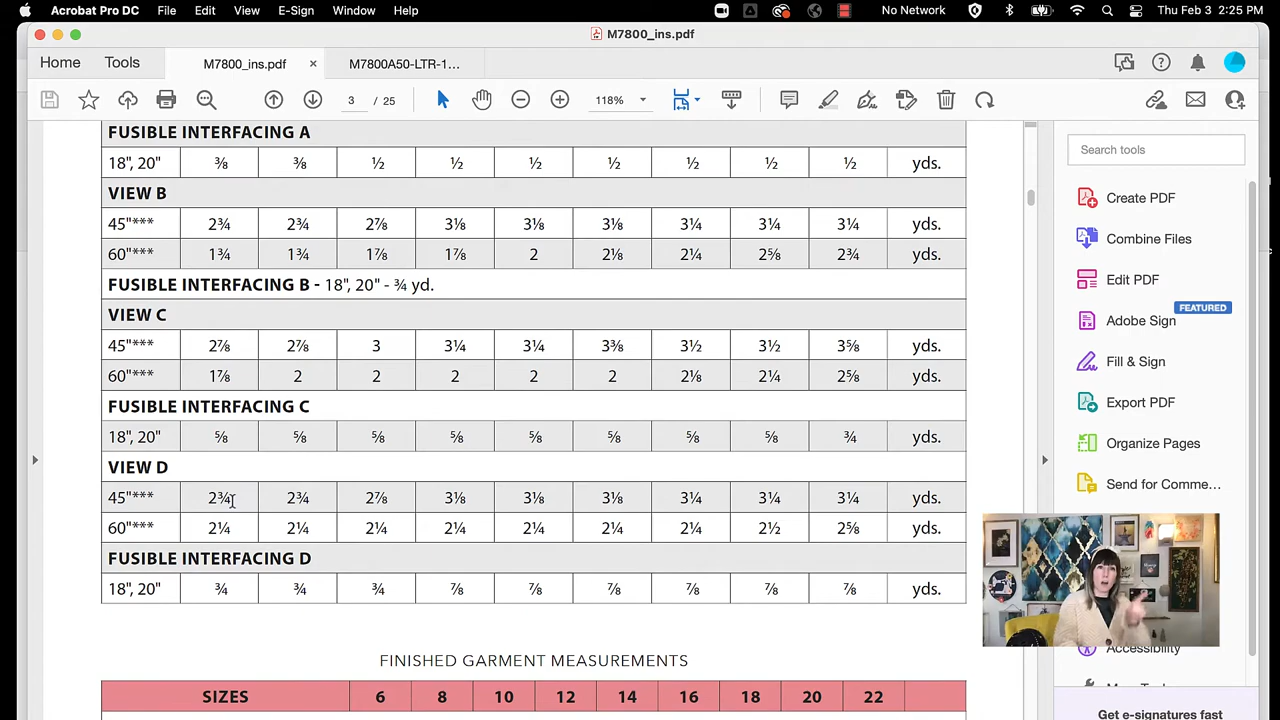 Acrobat Pro DC File Edit View E-Sign Window Help No Network Thu Feb 3 2:25 PM
M7800_ins.pdf
Home Tools M7800_ins.pdf × M7800A50-LTR-1...
3 / 25 118%
FUSIBLE INTERFACING A
18", 20" ⅜ ⅜ ½ ½ ½ ½ ½ ½ ½ yds.
VIEW B
45"*** 2¾ 2¾ 2⅞ 3⅛ 3⅛ 3⅛ 3¼ 3¼ 3¼ yds.
60"*** 1¾ 1¾ 1⅞ 1⅞ 2 2⅛ 2¼ 2⅝ 2¾ yds.
FUSIBLE INTERFACING B - 18", 20" - ¾ yd.
VIEW C
45"*** 2⅞ 2⅞ 3 3¼ 3¼ 3⅜ 3½ 3½ 3⅝ yds.
60"*** 1⅞ 2 2 2 2 2 2⅛ 2¼ 2⅝ yds.
FUSIBLE INTERFACING C
18", 20" ⅝ ⅝ ⅝ ⅝ ⅝ ⅝ ⅝ ⅝ ¾ yds.
VIEW D
45"*** 2¾ 2¾ 2⅞ 3⅛ 3⅛ 3⅛ 3¼ 3¼ 3¼ yds.
60"*** 2¼ 2¼ 2¼ 2¼ 2¼ 2¼ 2¼ 2½ 2⅝ yds.
FUSIBLE INTERFACING D
18", 20" ¾ ¾ ¾ ⅞ ⅞ ⅞ ⅞ ⅞ ⅞ yds.
FINISHED GARMENT MEASUREMENTS
SIZES 6 8 10 12 14 16 18 20 22
Search tools
Create PDF
Combine Files
Edit PDF
FEATURED
Adobe Sign
Fill & Sign
Export PDF
Organize Pages
Send for Comme...
Accessibility
Get e-signatures fast